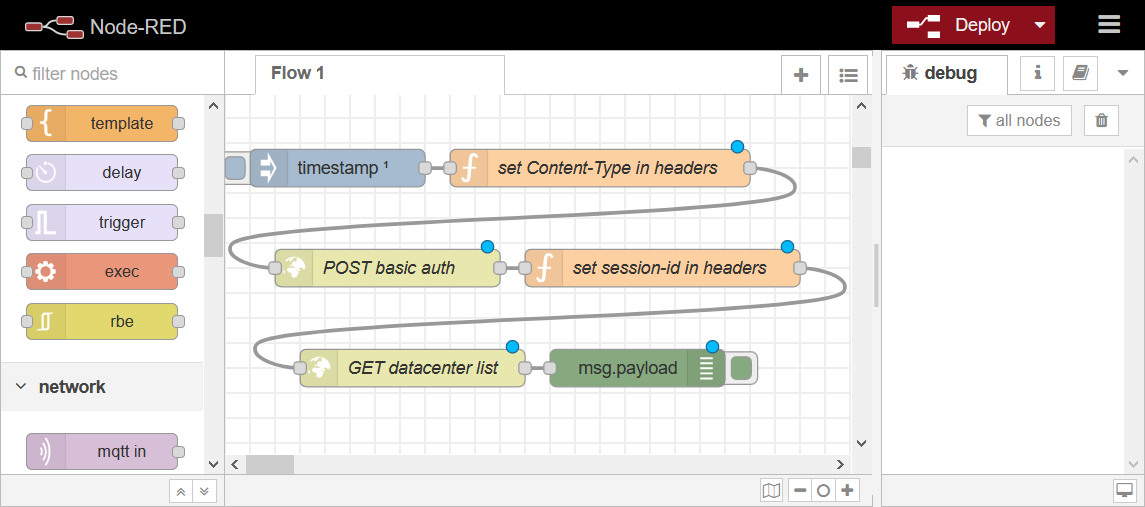 Node-RED
Deploy
filter nodes
Flow 1
debug
i
all nodes
template
delay
trigger
exec
rbe
network
mqtt in
timestamp ¹
set Content-Type in headers
POST basic auth
set session-id in headers
GET datacenter list
msg.payload